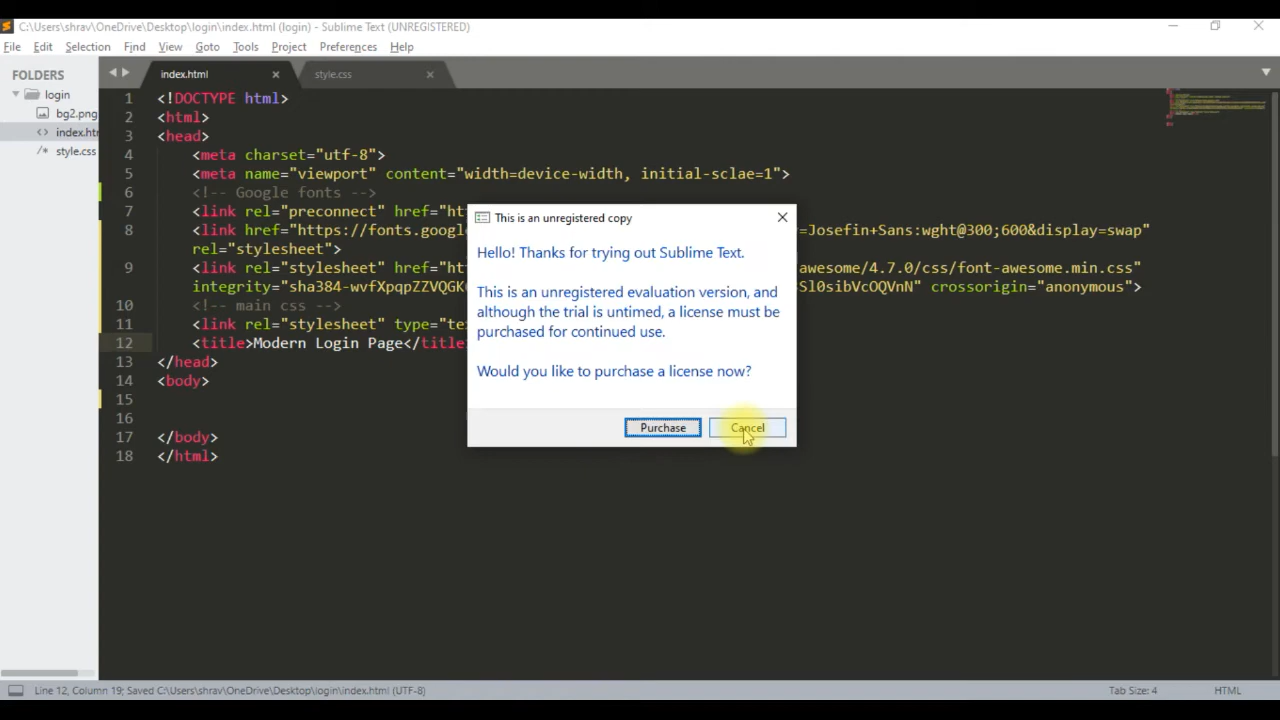 C:\Users\shrav\OneDrive\Desktop\login\index.html (login) - Sublime Text (UNREGISTERED)
File Edit Selection Find View Goto Tools Project Preferences Help
FOLDERS
login
bg2.png
index.htm
style.css
index.html
style.css
1 <!DOCTYPE html>
2 <html>
3 <head>
4 <meta charset="utf-8">
5 <meta name="viewport" content="width=device-width, initial-sclae=1">
6 <!-- Google fonts -->
7 <link rel="preconnect" href="ht
8 <link href="https://fonts.google =Josefin+Sans:wght@300;600&display=swap"
rel="stylesheet">
9 <link rel="stylesheet" href="ht awesome/4.7.0/css/font-awesome.min.css"
integrity="sha384-wvfXpqpZZVQGK Sl0sibVcOQVnN" crossorigin="anonymous">
10 <!-- main css -->
11 <link rel="stylesheet" type="te
12 <title>Modern Login Page</title
13 </head>
14 <body>
15
16
17 </body>
18 </html>
This is an unregistered copy
Hello! Thanks for trying out Sublime Text.
This is an unregistered evaluation version, and
although the trial is untimed, a license must be
purchased for continued use.
Would you like to purchase a license now?
Purchase Cancel
Line 12, Column 19; Saved C:\Users\shrav\OneDrive\Desktop\login\index.html (UTF-8)
Tab Size: 4 HTML